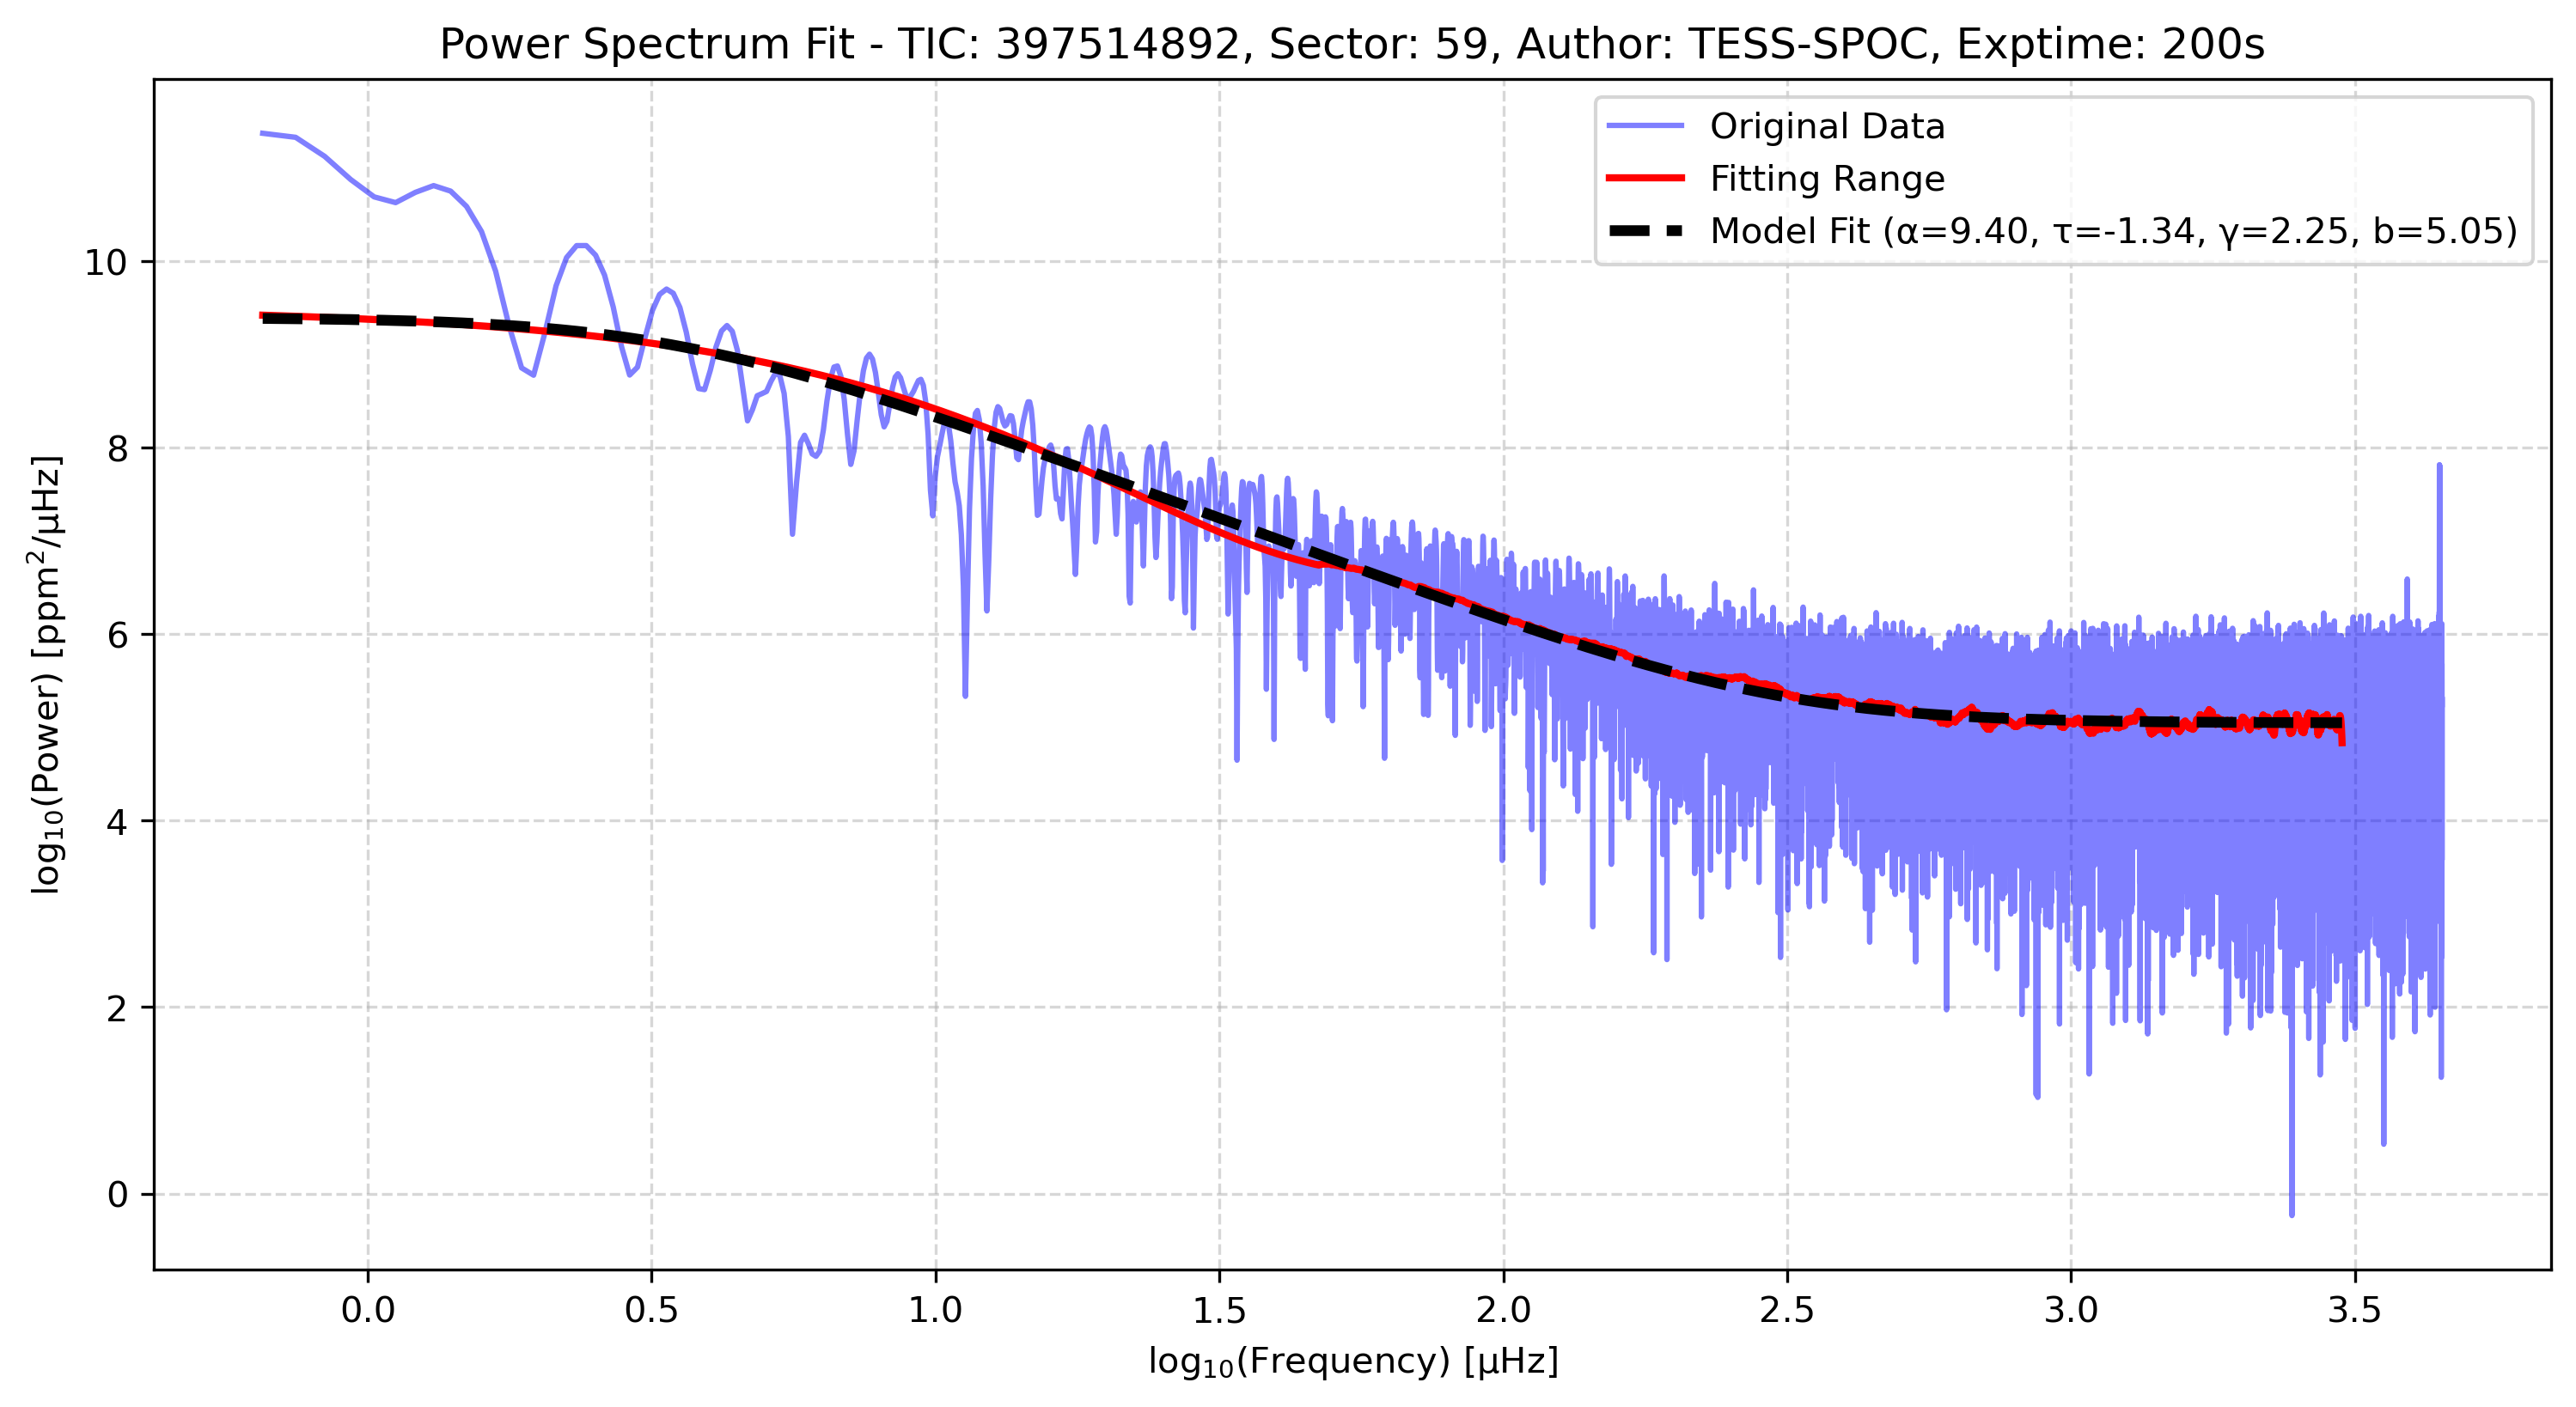 Power Spectrum Fit - TIC: 397514892, Sector: 59, Author: TESS-SPOC, Exptime: 200s
Original Data
Fitting Range
Model Fit (α=9.40, τ=-1.34, γ=2.25, b=5.05)
log₁₀(Power) [ppm²/μHz]
10
8
6
4
2
0
0.0 0.5 1.0 1.5 2.0 2.5 3.0 3.5
log₁₀(Frequency) [μHz]